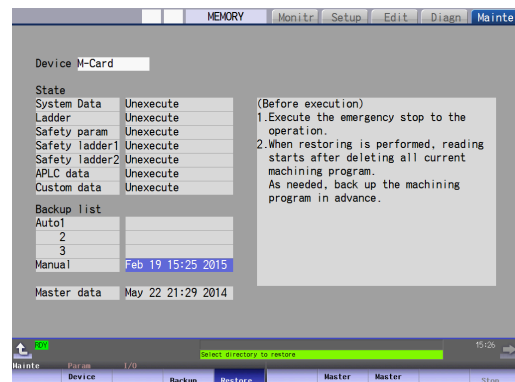 MEMORY Monitr Setup Edit Diagn Mainte
Device M-Card
State
System Data Unexecute
Ladder Unexecute
Safety param Unexecute
Safety ladder1 Unexecute
Safety ladder2 Unexecute
APLC data Unexecute
Custom data Unexecute
(Before execution)
1.Execute the emergency stop to the
operation.
2.When restoring is performed, reading
starts after deleting all current
machining program.
As needed, back up the machining
program in advance.
Backup list
Auto1
2
3
Manual Feb 19 15:25 2015
Master data May 22 21:29 2014
RDY 15:26
Select directory to restore
Mainte Param I/O
Device Backup Restore Master Master Stop